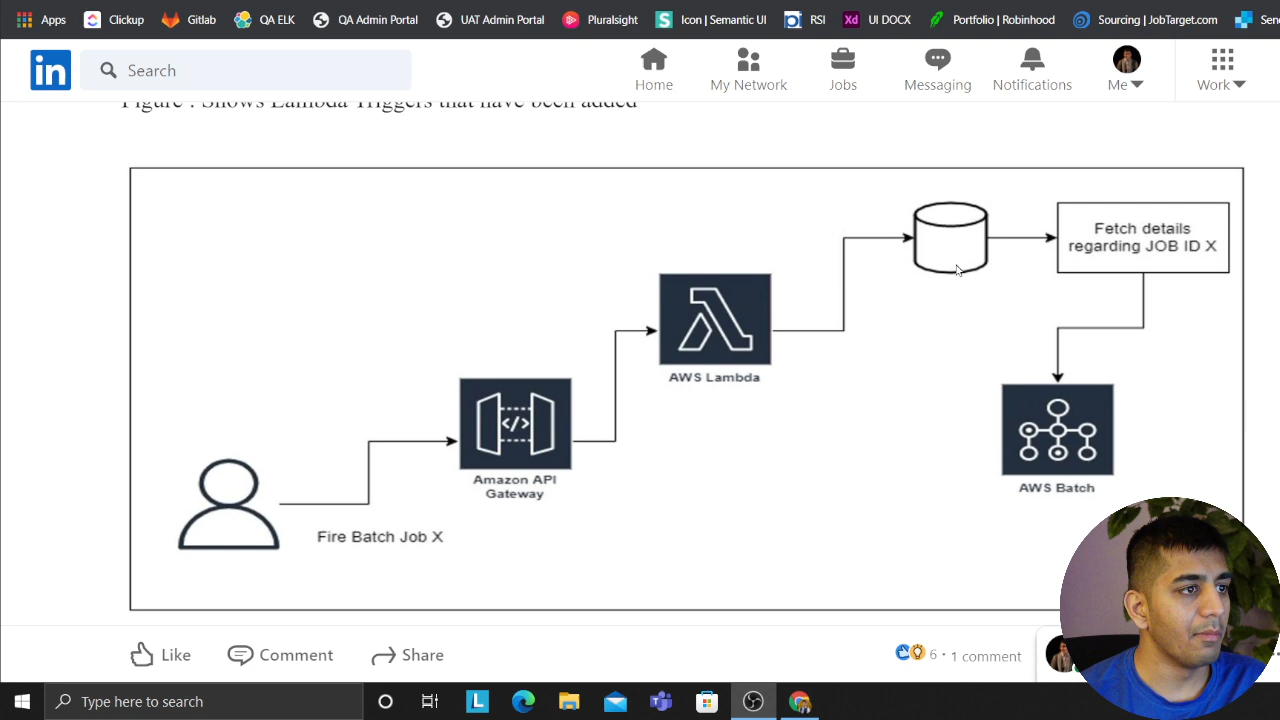 Apps Clickup Gitlab QA ELK QA Admin Portal UAT Admin Portal Pluralsight Icon | Semantic UI RSI UI DOCX Portfolio | Robinhood Sourcing | JobTarget.com Sen
in Search Home My Network Jobs Messaging Notifications Me Work
Figure : Shows Lambda Triggers that have been added
Fetch details
regarding JOB ID X
AWS Lambda
Amazon API
Gateway
AWS Batch
Fire Batch Job X
Like Comment Share 6 · 1 comment
Type here to search